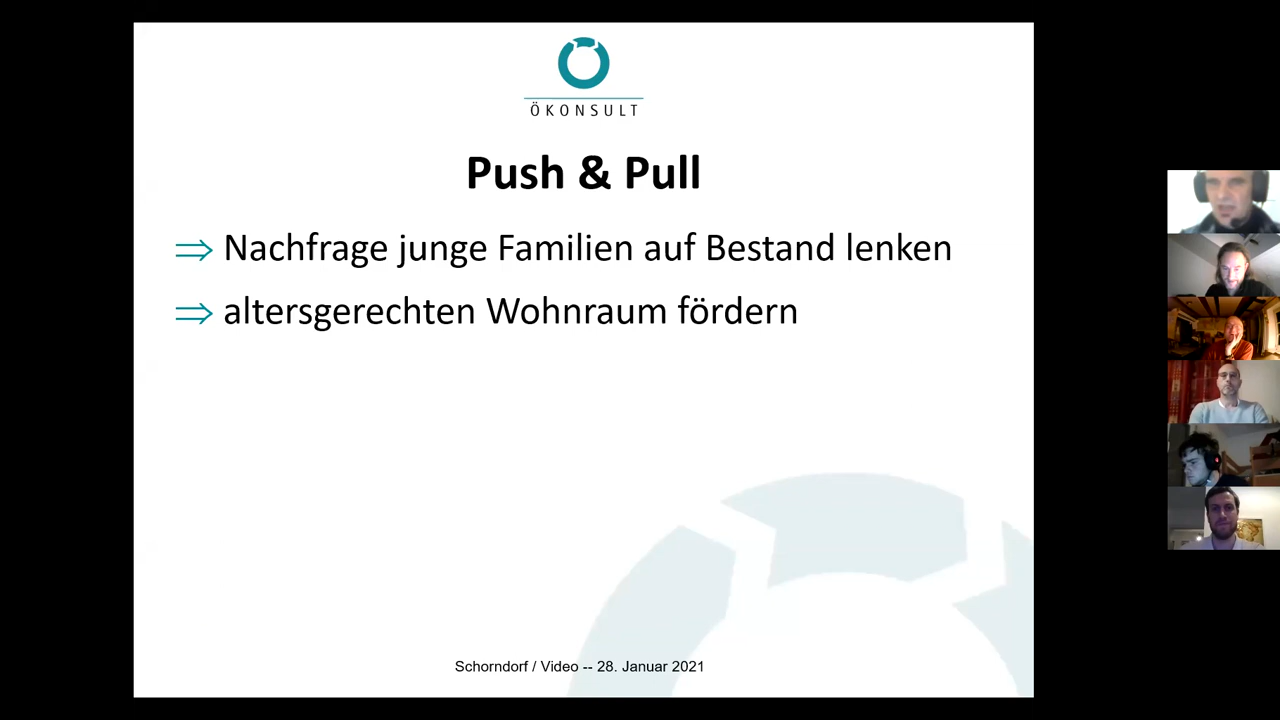 ÖKONSULT
Push & Pull
⇒ Nachfrage junge Familien auf Bestand lenken
⇒ altersgerechten Wohnraum fördern
Schorndorf / Video -- 28. Januar 2021